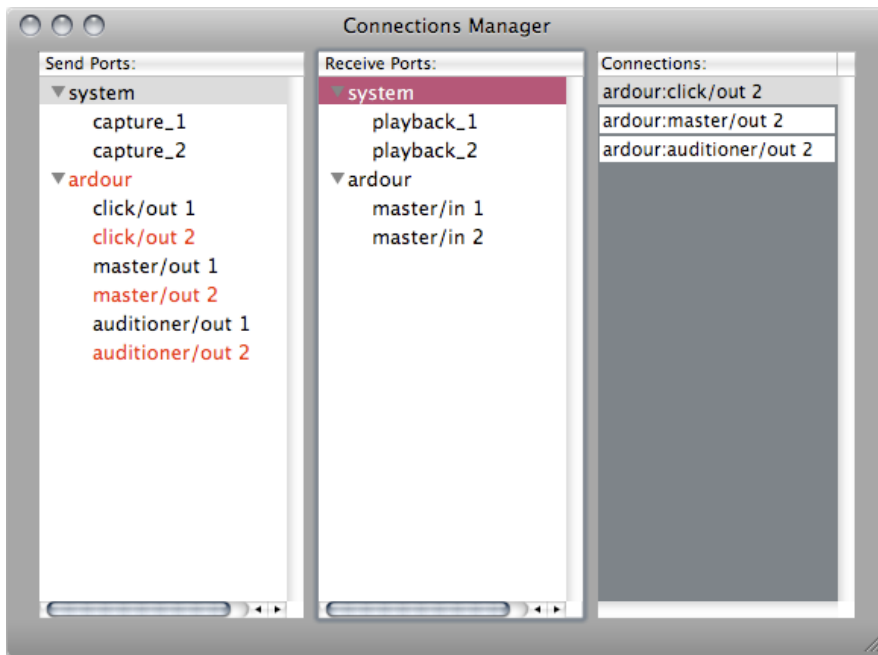 Connections Manager
Send Ports:
system
capture_1
capture_2
ardour
click/out 1
click/out 2
master/out 1
master/out 2
auditioner/out 1
auditioner/out 2
Receive Ports:
system
playback_1
playback_2
ardour
master/in 1
master/in 2
Connections:
ardour:click/out 2
ardour:master/out 2
ardour:auditioner/out 2